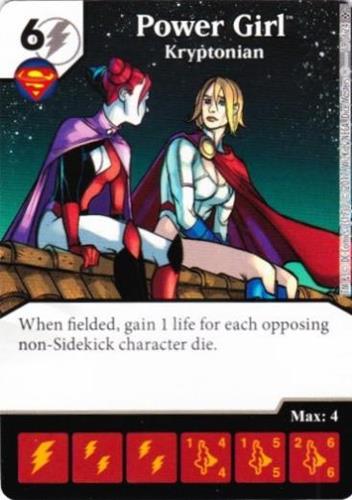 6
Power Girl™
Kryptonian
When fielded, gain 1 life for each opposing
non-Sidekick character die.
Max: 4
1 4 4
1 5 5
2 6 6